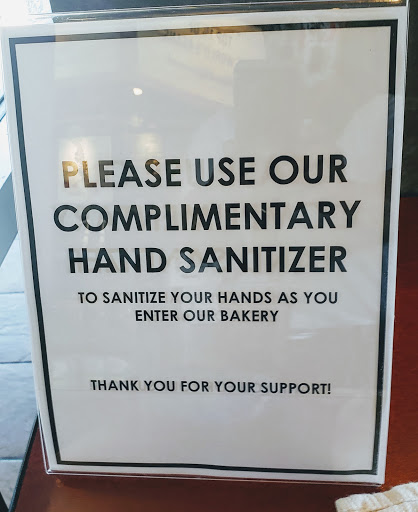 PLEASE USE OUR
COMPLIMENTARY
HAND SANITIZER
TO SANITIZE YOUR HANDS AS YOU
ENTER OUR BAKERY
THANK YOU FOR YOUR SUPPORT!